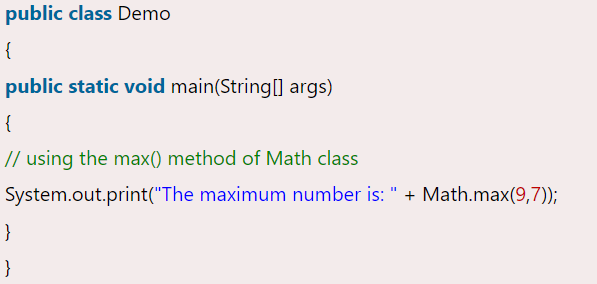 public class Demo
{
public static void main(String[] args)
{
// using the max() method of Math class
System.out.print("The maximum number is: " + Math.max(9,7));
}
}